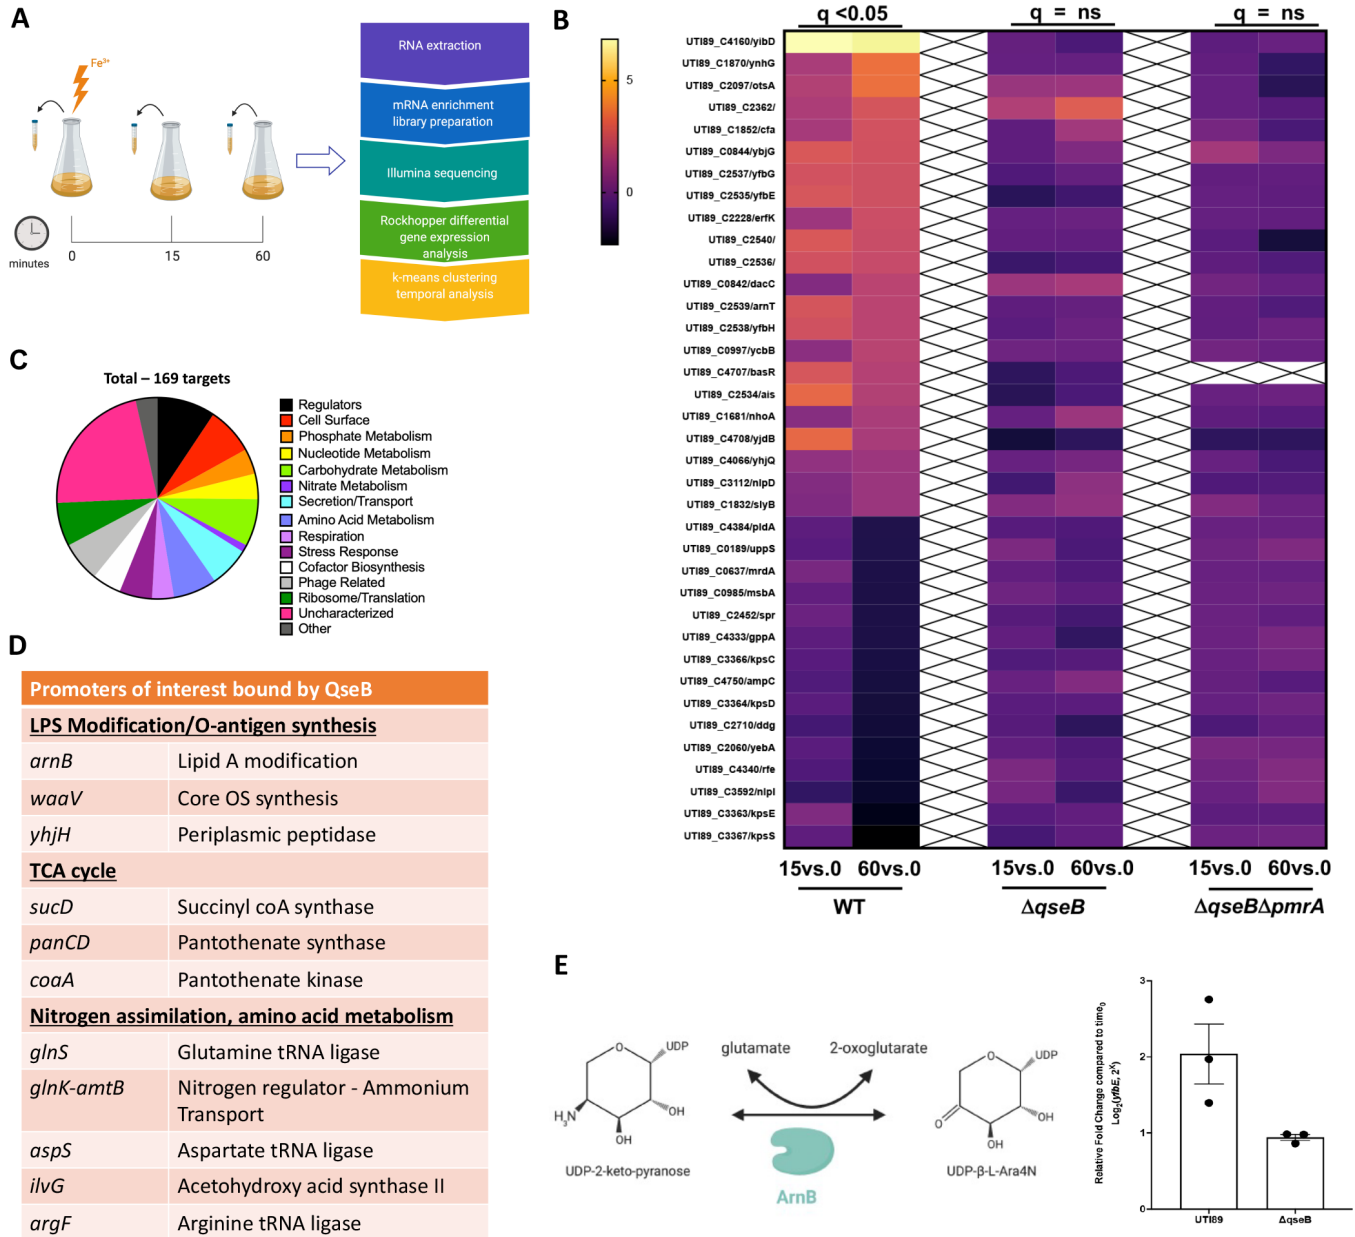 A
Fe³⁺
minutes
0
15
60
RNA extraction
mRNA enrichment
library preparation
Illumina sequencing
Rockhopper differential
gene expression
analysis
k-means clustering
temporal analysis
B
q <0.05
q = ns
q = ns
5
0
UTI89_C4160/yibD
UTI89_C1870/ynhG
UTI89_C2097/otsA
UTI89_C2362/
UTI89_C1852/cfa
UTI89_C0844/ybjG
UTI89_C2537/yfbG
UTI89_C2535/yfbE
UTI89_C2228/erfK
UTI89_C2540/
UTI89_C2536/
UTI89_C0842/dacC
UTI89_C2539/arnT
UTI89_C2538/yfbH
UTI89_C0997/ycbB
UTI89_C4707/basR
UTI89_C2534/ais
UTI89_C1681/nhoA
UTI89_C4708/yjdB
UTI89_C4066/yhjQ
UTI89_C3112/nlpD
UTI89_C1832/slyB
UTI89_C4384/pldA
UTI89_C0189/uppS
UTI89_C0637/mrdA
UTI89_C0985/msbA
UTI89_C2452/spr
UTI89_C4333/gppA
UTI89_C3366/kpsC
UTI89_C4750/ampC
UTI89_C3364/kpsD
UTI89_C2710/ddg
UTI89_C2060/yebA
UTI89_C4340/rfe
UTI89_C3592/nlpI
UTI89_C3363/kpsE
UTI89_C3367/kpsS
15vs.0 60vs.0
15vs.0 60vs.0
15vs.0 60vs.0
WT
ΔqseB
ΔqseBΔpmrA
C
Total – 169 targets
Regulators
Cell Surface
Phosphate Metabolism
Nucleotide Metabolism
Carbohydrate Metabolism
Nitrate Metabolism
Secretion/Transport
Amino Acid Metabolism
Respiration
Stress Response
Cofactor Biosynthesis
Phage Related
Ribosome/Translation
Uncharacterized
Other
D
Promoters of interest bound by QseB
LPS Modification/O-antigen synthesis
arnB Lipid A modification
waaV Core OS synthesis
yhjH Periplasmic peptidase
TCA cycle
sucD Succinyl coA synthase
panCD Pantothenate synthase
coaA Pantothenate kinase
Nitrogen assimilation, amino acid metabolism
glnS Glutamine tRNA ligase
glnK-amtB Nitrogen regulator - Ammonium
Transport
aspS Aspartate tRNA ligase
ilvG Acetohydroxy acid synthase II
argF Arginine tRNA ligase
E
O
UDP
H₃N
OH
OH
UDP-2-keto-pyranose
glutamate
2-oxoglutarate
ArnB
O
UDP
O
OH
OH
UDP-β-L-Ara4N
Relative Fold Change compared to time₀
Log₂(yfbE, 2ˣ)
3
2
1
0
UTI89
ΔqseB